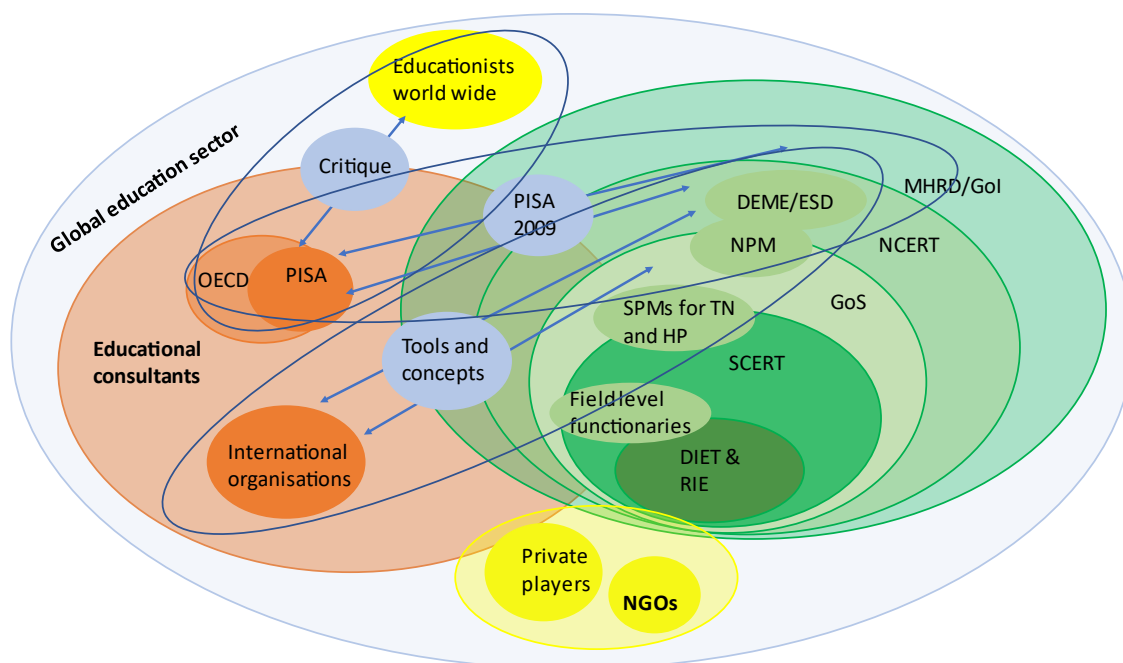 Educationists
world wide
Global education sector
Critique
PISA
2009
MHRD/GoI
DEME/ESD
NCERT
NPM
OECD
PISA
GoS
SPMs for TN
and HP
Educational
consultants
Tools and
concepts
SCERT
Field level
functionaries
International
organisations
DIET &
RIE
Private
players
NGOs